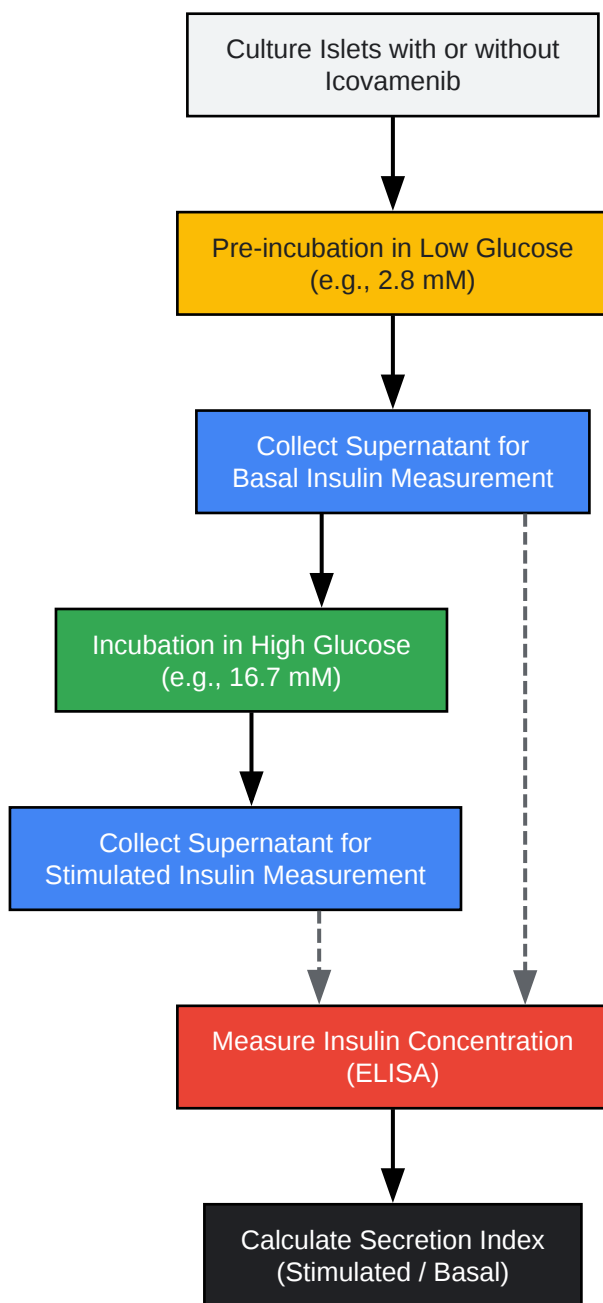 Culture Islets with or without
Icovamenib
Pre-incubation in Low Glucose
(e.g., 2.8 mM)
Collect Supernatant for
Basal Insulin Measurement
Incubation in High Glucose
(e.g., 16.7 mM)
Collect Supernatant for
Stimulated Insulin Measurement
Measure Insulin Concentration
(ELISA)
Calculate Secretion Index
(Stimulated / Basal)